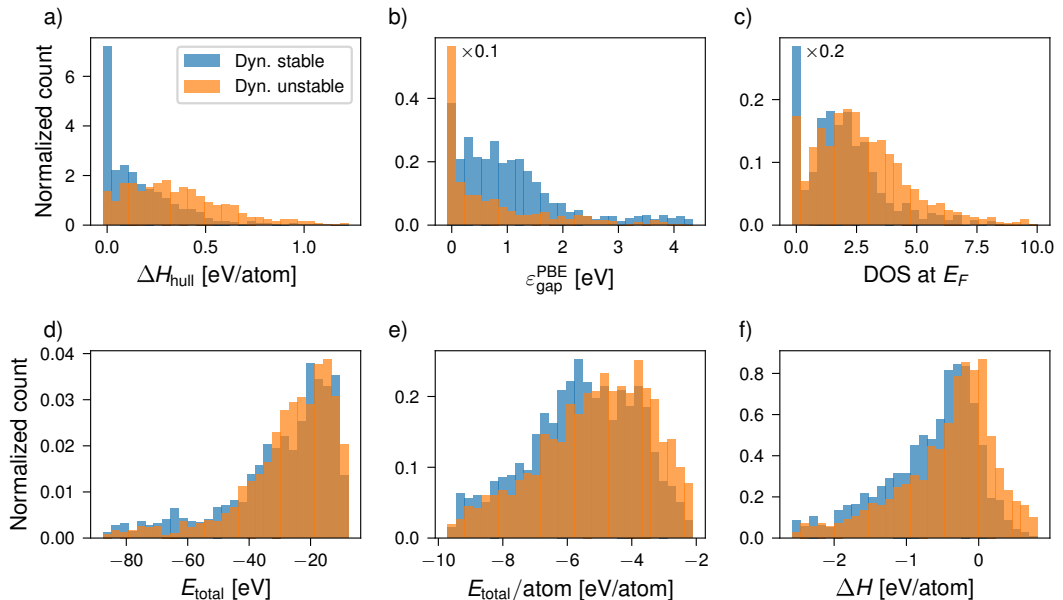 a) b) c)
Normalized count
0 2 4 6
0.0 0.5 1.0
ΔH_hull [eV/atom]
Dyn. stable
Dyn. unstable
×0.1
0.0 0.2 0.4
0 1 2 3 4
ε_gap^PBE [eV]
×0.2
0.0 0.1 0.2
0.0 2.5 5.0 7.5 10.0
DOS at E_F
d) e) f)
Normalized count
0.00 0.01 0.02 0.03 0.04
−80 −60 −40 −20
E_total [eV]
0.0 0.1 0.2
−10 −8 −6 −4 −2
E_total/atom [eV/atom]
0.0 0.2 0.4 0.6 0.8
−2 −1 0
ΔH [eV/atom]